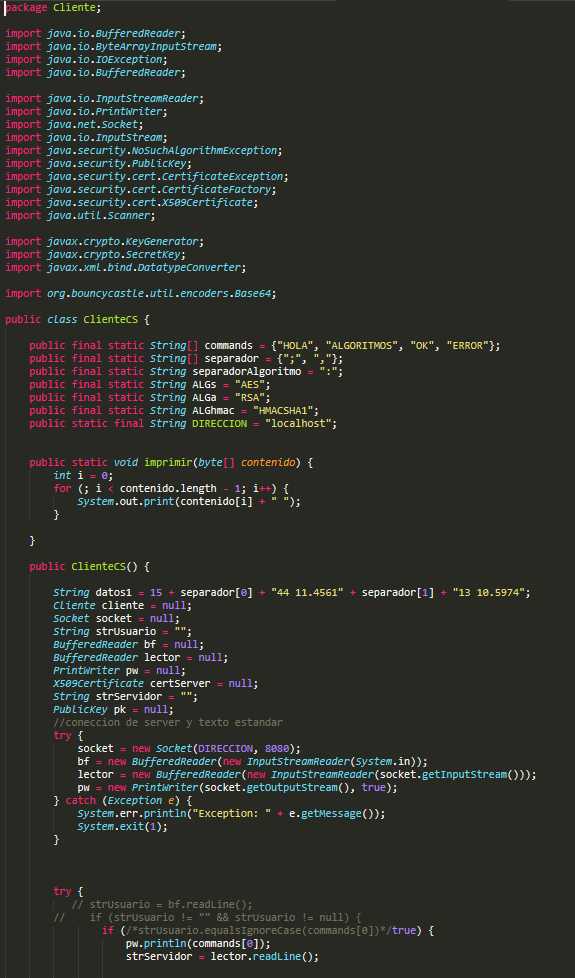 package Cliente;

import java.io.BufferedReader;
import java.io.ByteArrayInputStream;
import java.io.IOException;
import java.io.BufferedReader;

import java.io.InputStreamReader;
import java.io.PrintWriter;
import java.net.Socket;
import java.io.InputStream;
import java.security.NoSuchAlgorithmException;
import java.security.PublicKey;
import java.security.cert.CertificateException;
import java.security.cert.CertificateFactory;
import java.security.cert.X509Certificate;
import java.util.Scanner;

import javax.crypto.KeyGenerator;
import javax.crypto.SecretKey;
import javax.xml.bind.DatatypeConverter;

import org.bouncycastle.util.encoders.Base64;

public class ClienteCS {

    public final static String[] commands = {"HOLA", "ALGORITMOS", "OK", "ERROR"};
    public final static String[] separador = {";", ","};
    public final static String separadorAlgoritmo = ":";
    public final static String ALGs = "AES";
    public final static String ALGa = "RSA";
    public final static String ALGhmac = "HMACSHA1";
    public static final String DIRECCION = "localhost";


    public static void imprimir(byte[] contenido) {
        int i = 0;
        for (; i < contenido.length - 1; i++) {
            System.out.print(contenido[i] + " ");
        }

    }

    public ClienteCS() {

        String datos1 = 15 + separador[0] + "44 11.4561" + separador[1] + "13 10.5974";
        Cliente cliente = null;
        Socket socket = null;
        String strUsuario = "";
        BufferedReader bf = null;
        BufferedReader lector = null;
        PrintWriter pw = null;
        X509Certificate certServer = null;
        String strServidor = "";
        PublicKey pk = null;
        //coneccion de server y texto estandar
        try {
            socket = new Socket(DIRECCION, 8080);
            bf = new BufferedReader(new InputStreamReader(System.in));
            lector = new BufferedReader(new InputStreamReader(socket.getInputStream()));
            pw = new PrintWriter(socket.getOutputStream(), true);
        } catch (Exception e) {
            System.err.println("Exception: " + e.getMessage());
            System.exit(1);
        }



        try {
           // strUsuario = bf.readLine();
        //    if (strUsuario != "" && strUsuario != null) {
                if (/*strUsuario.equalsIgnoreCase(commands[0])*/true) {
                    pw.println(commands[0]);
                    strServidor = lector.readLine();